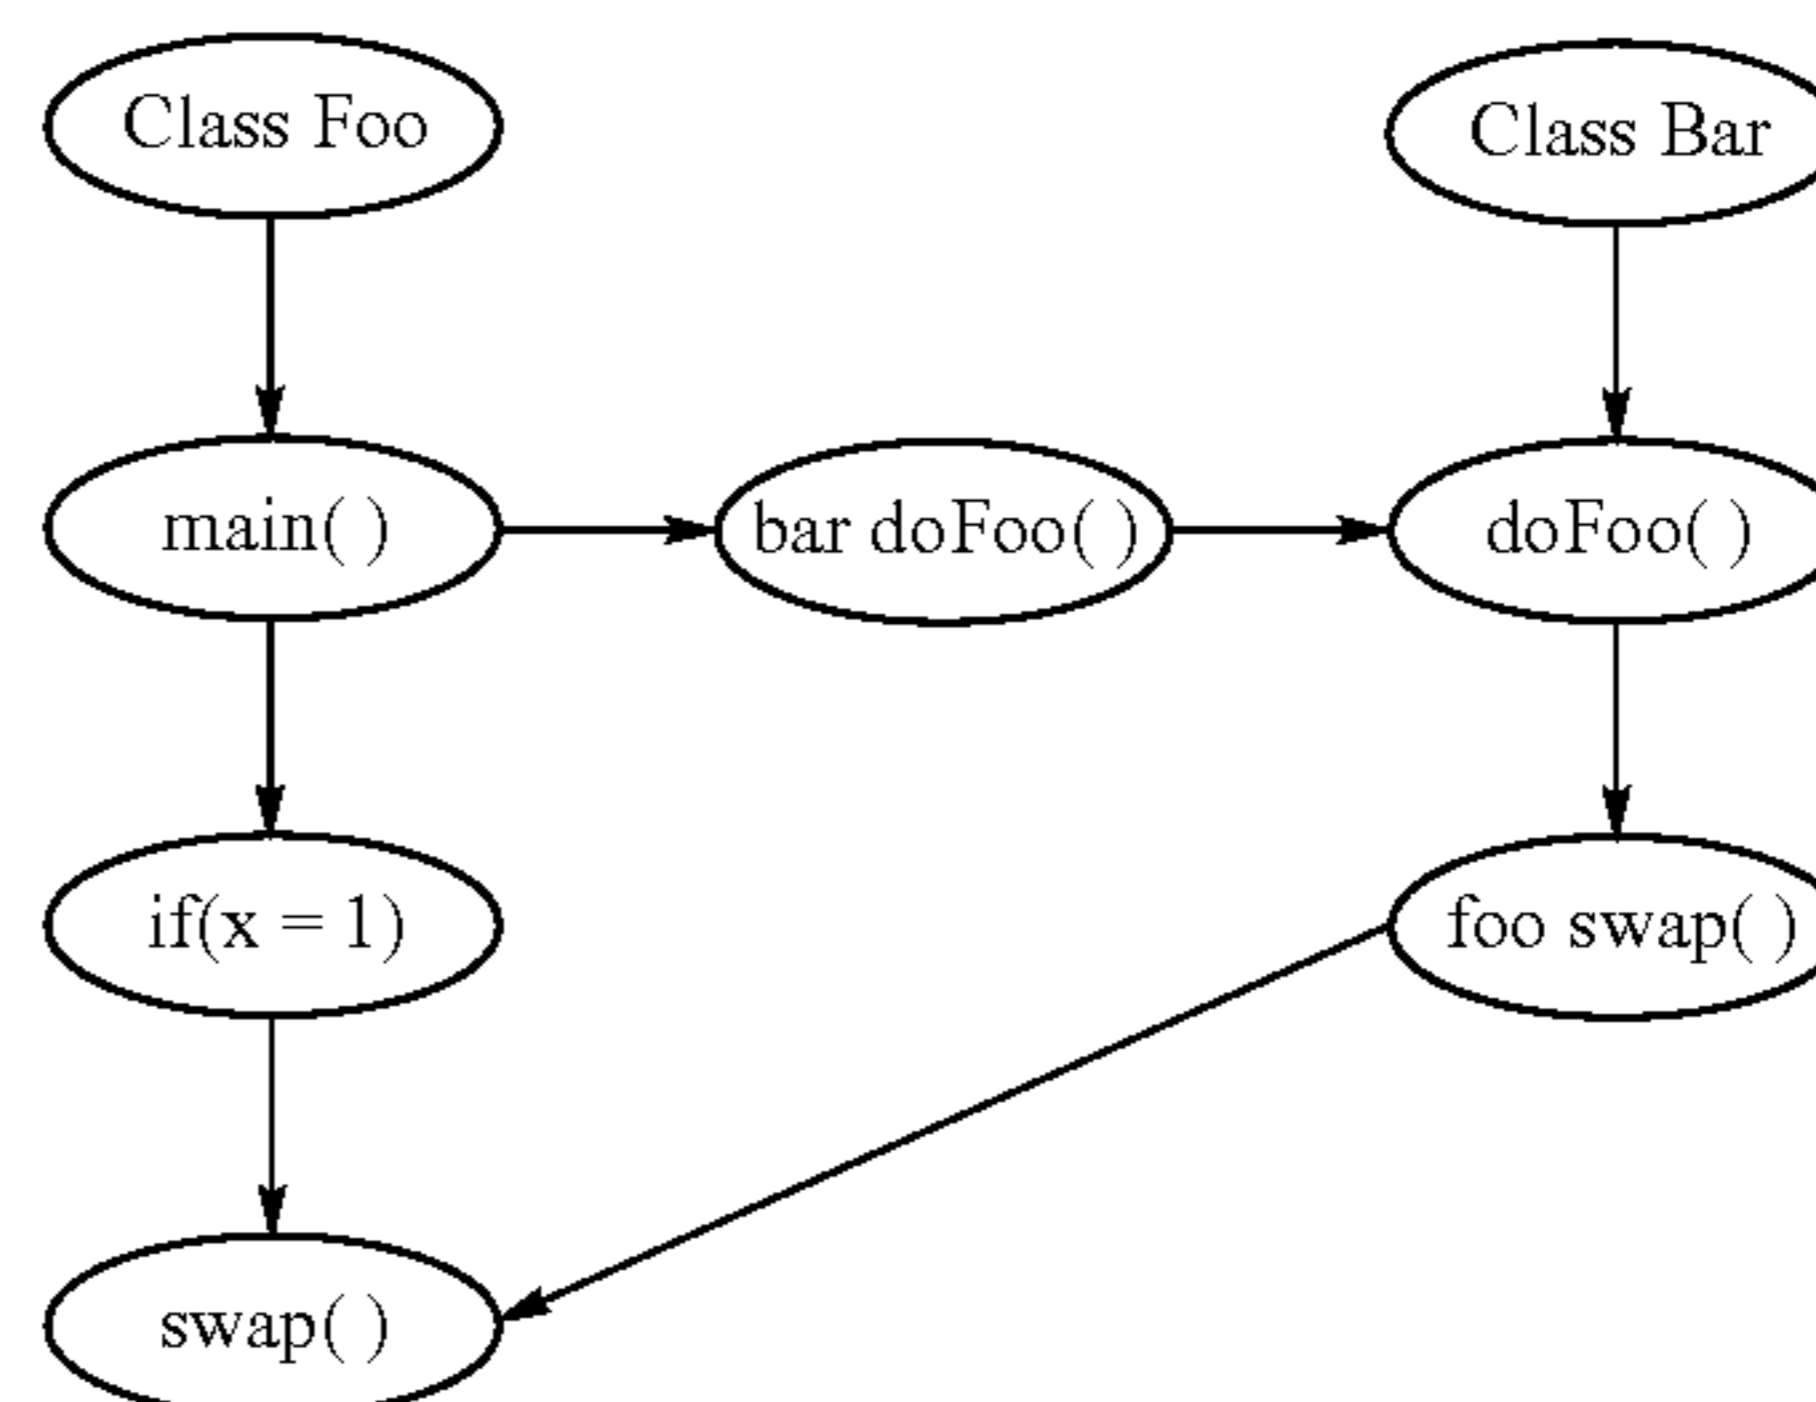 Class Foo
Class Bar
main( )
bar doFoo( )
doFoo( )
if(x = 1)
foo swap( )
swap( )